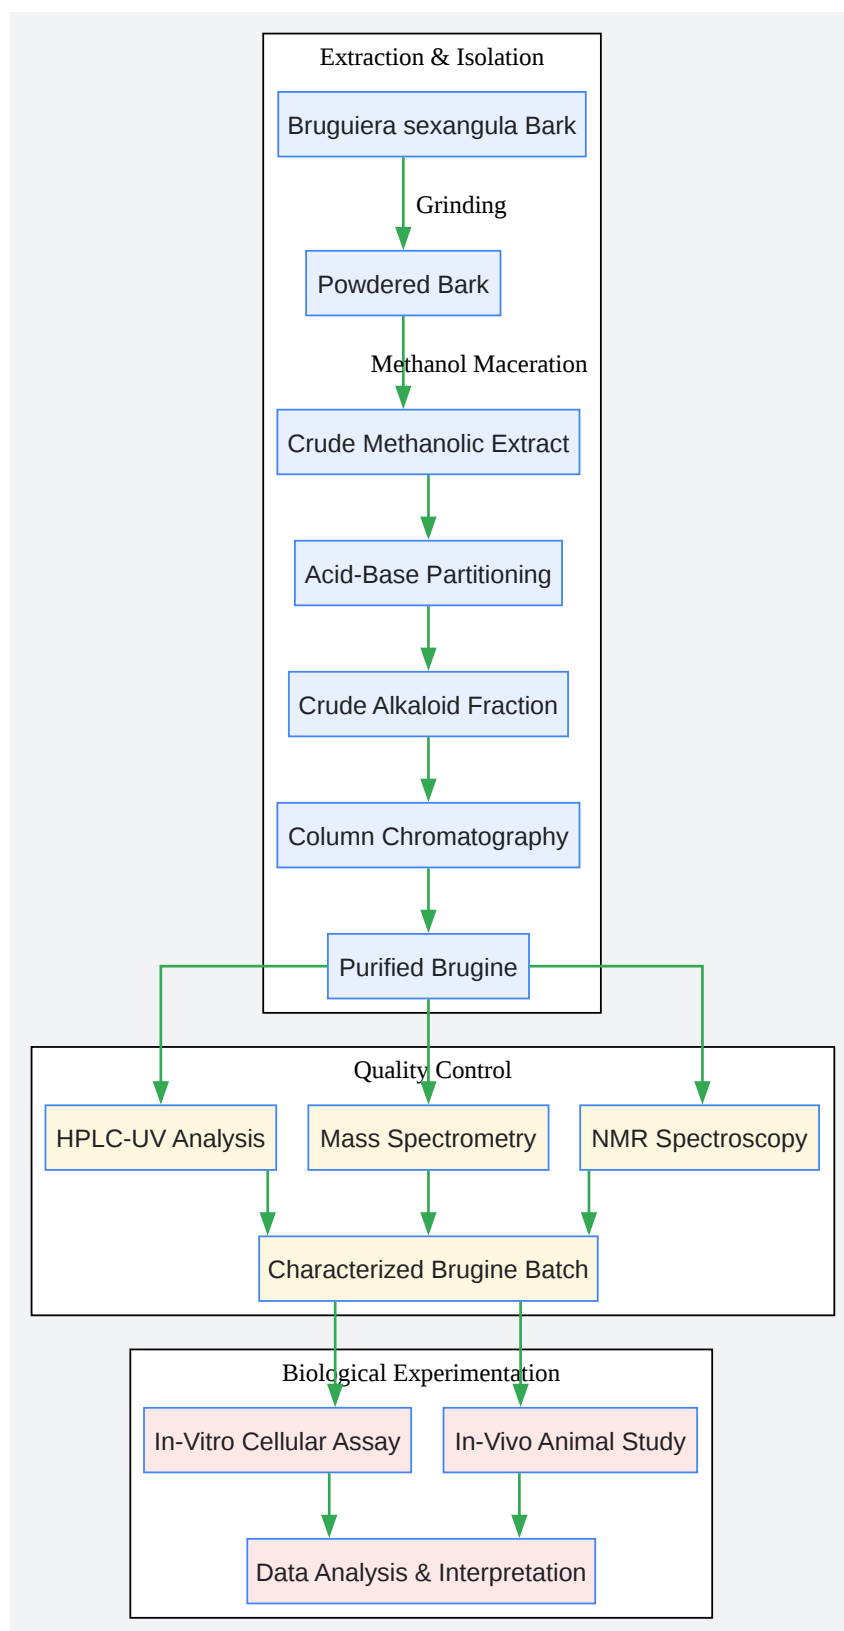 Extraction & Isolation
Bruguiera sexangula Bark
Grinding
Powdered Bark
Methanol Maceration
Crude Methanolic Extract
Acid-Base Partitioning
Crude Alkaloid Fraction
Column Chromatography
Purified Brugine
Quality Control
HPLC-UV Analysis
Mass Spectrometry
NMR Spectroscopy
Characterized Brugine Batch
Biological Experimentation
In-Vitro Cellular Assay
In-Vivo Animal Study
Data Analysis & Interpretation